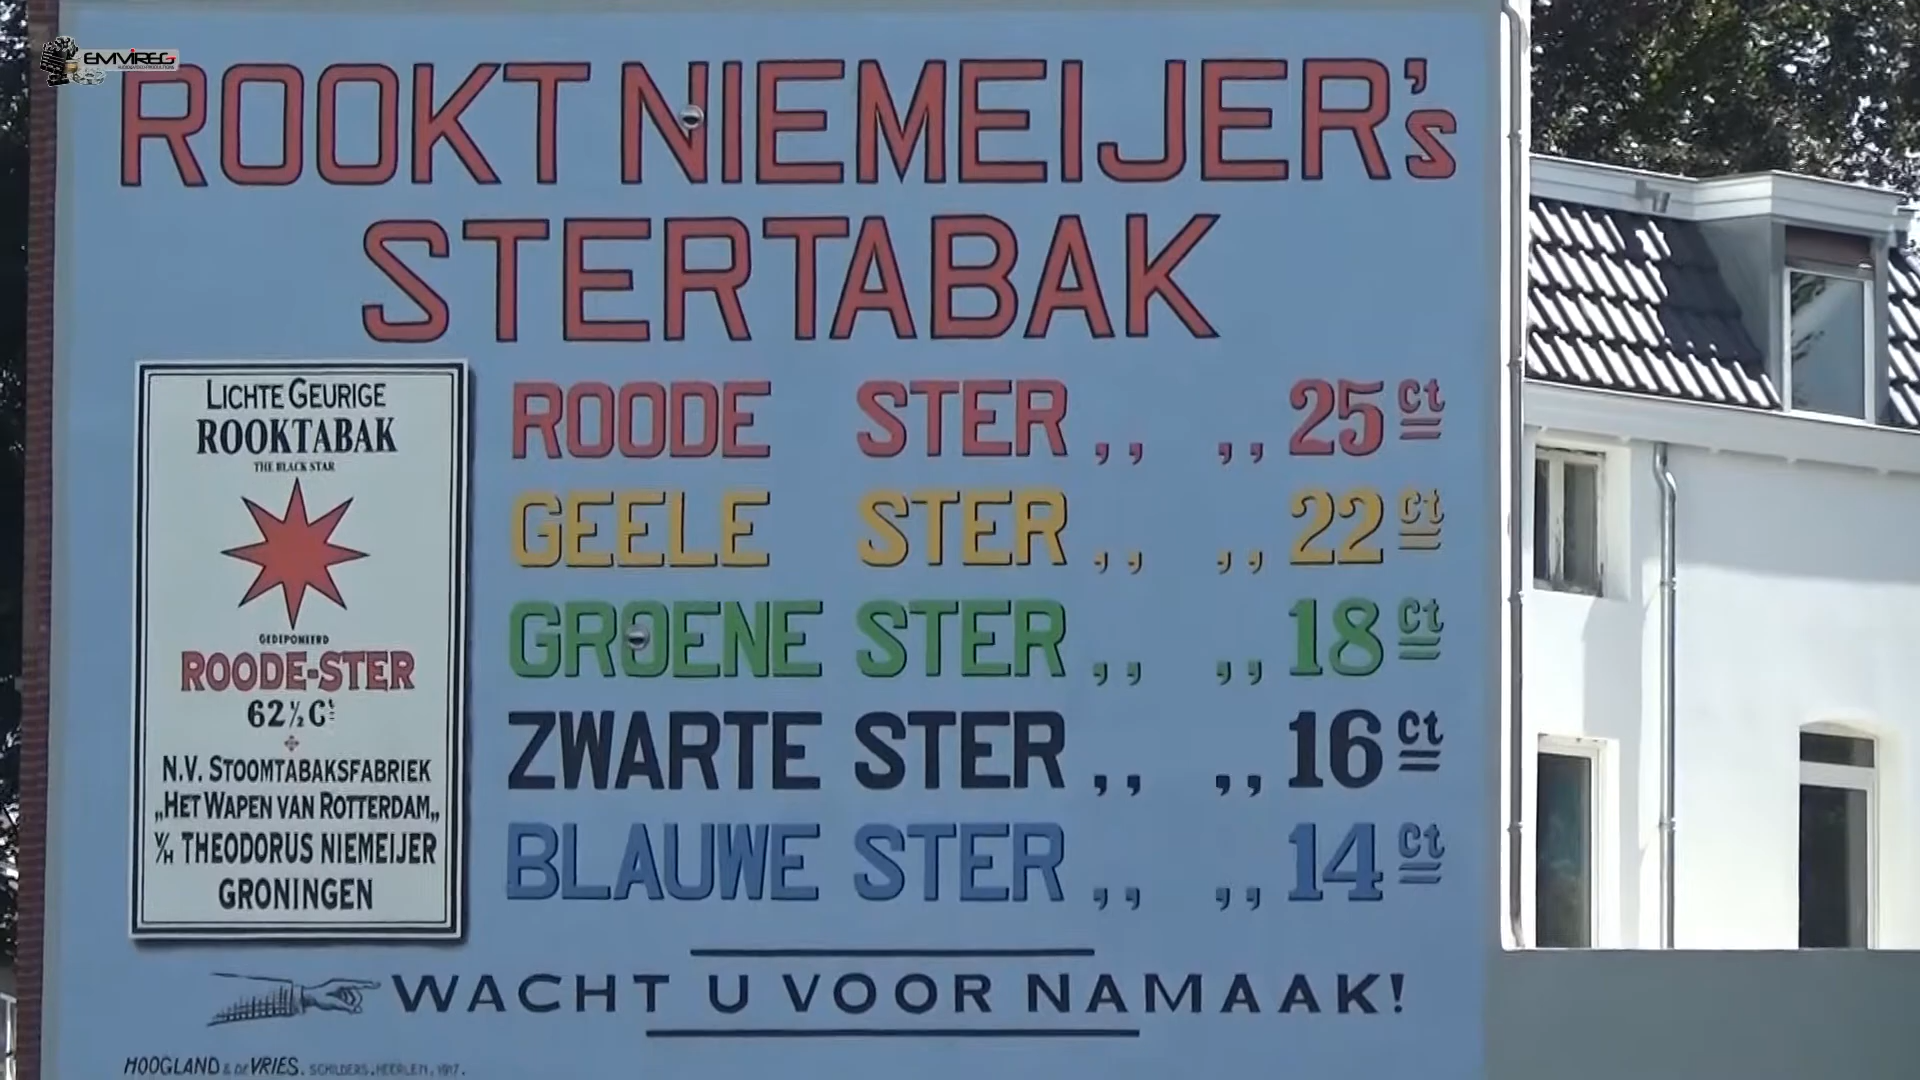 EMVIREG
ROOKT NIEMEIJER's
STERTABAK
LICHTE GEURIGE
ROOKTABAK
THE BLACK STAR
GEDEPONEERD
ROODE-STER
62½ Ct
N.V. STOOMTABAKSFABRIEK
„HET WAPEN VAN ROTTERDAM„
V/H THEODORUS NIEMEIJER
GRONINGEN
ROODE STER ,, ,, 25 ct
GEELE STER ,, ,, 22 ct
GROENE STER ,, ,, 18 ct
ZWARTE STER ,, ,, 16 ct
BLAUWE STER ,, ,, 14 ct
WACHT U VOOR NAMAAK!
HOOGLAND & DE VRIES. SCHILDERS. HEERLEN. 1917.